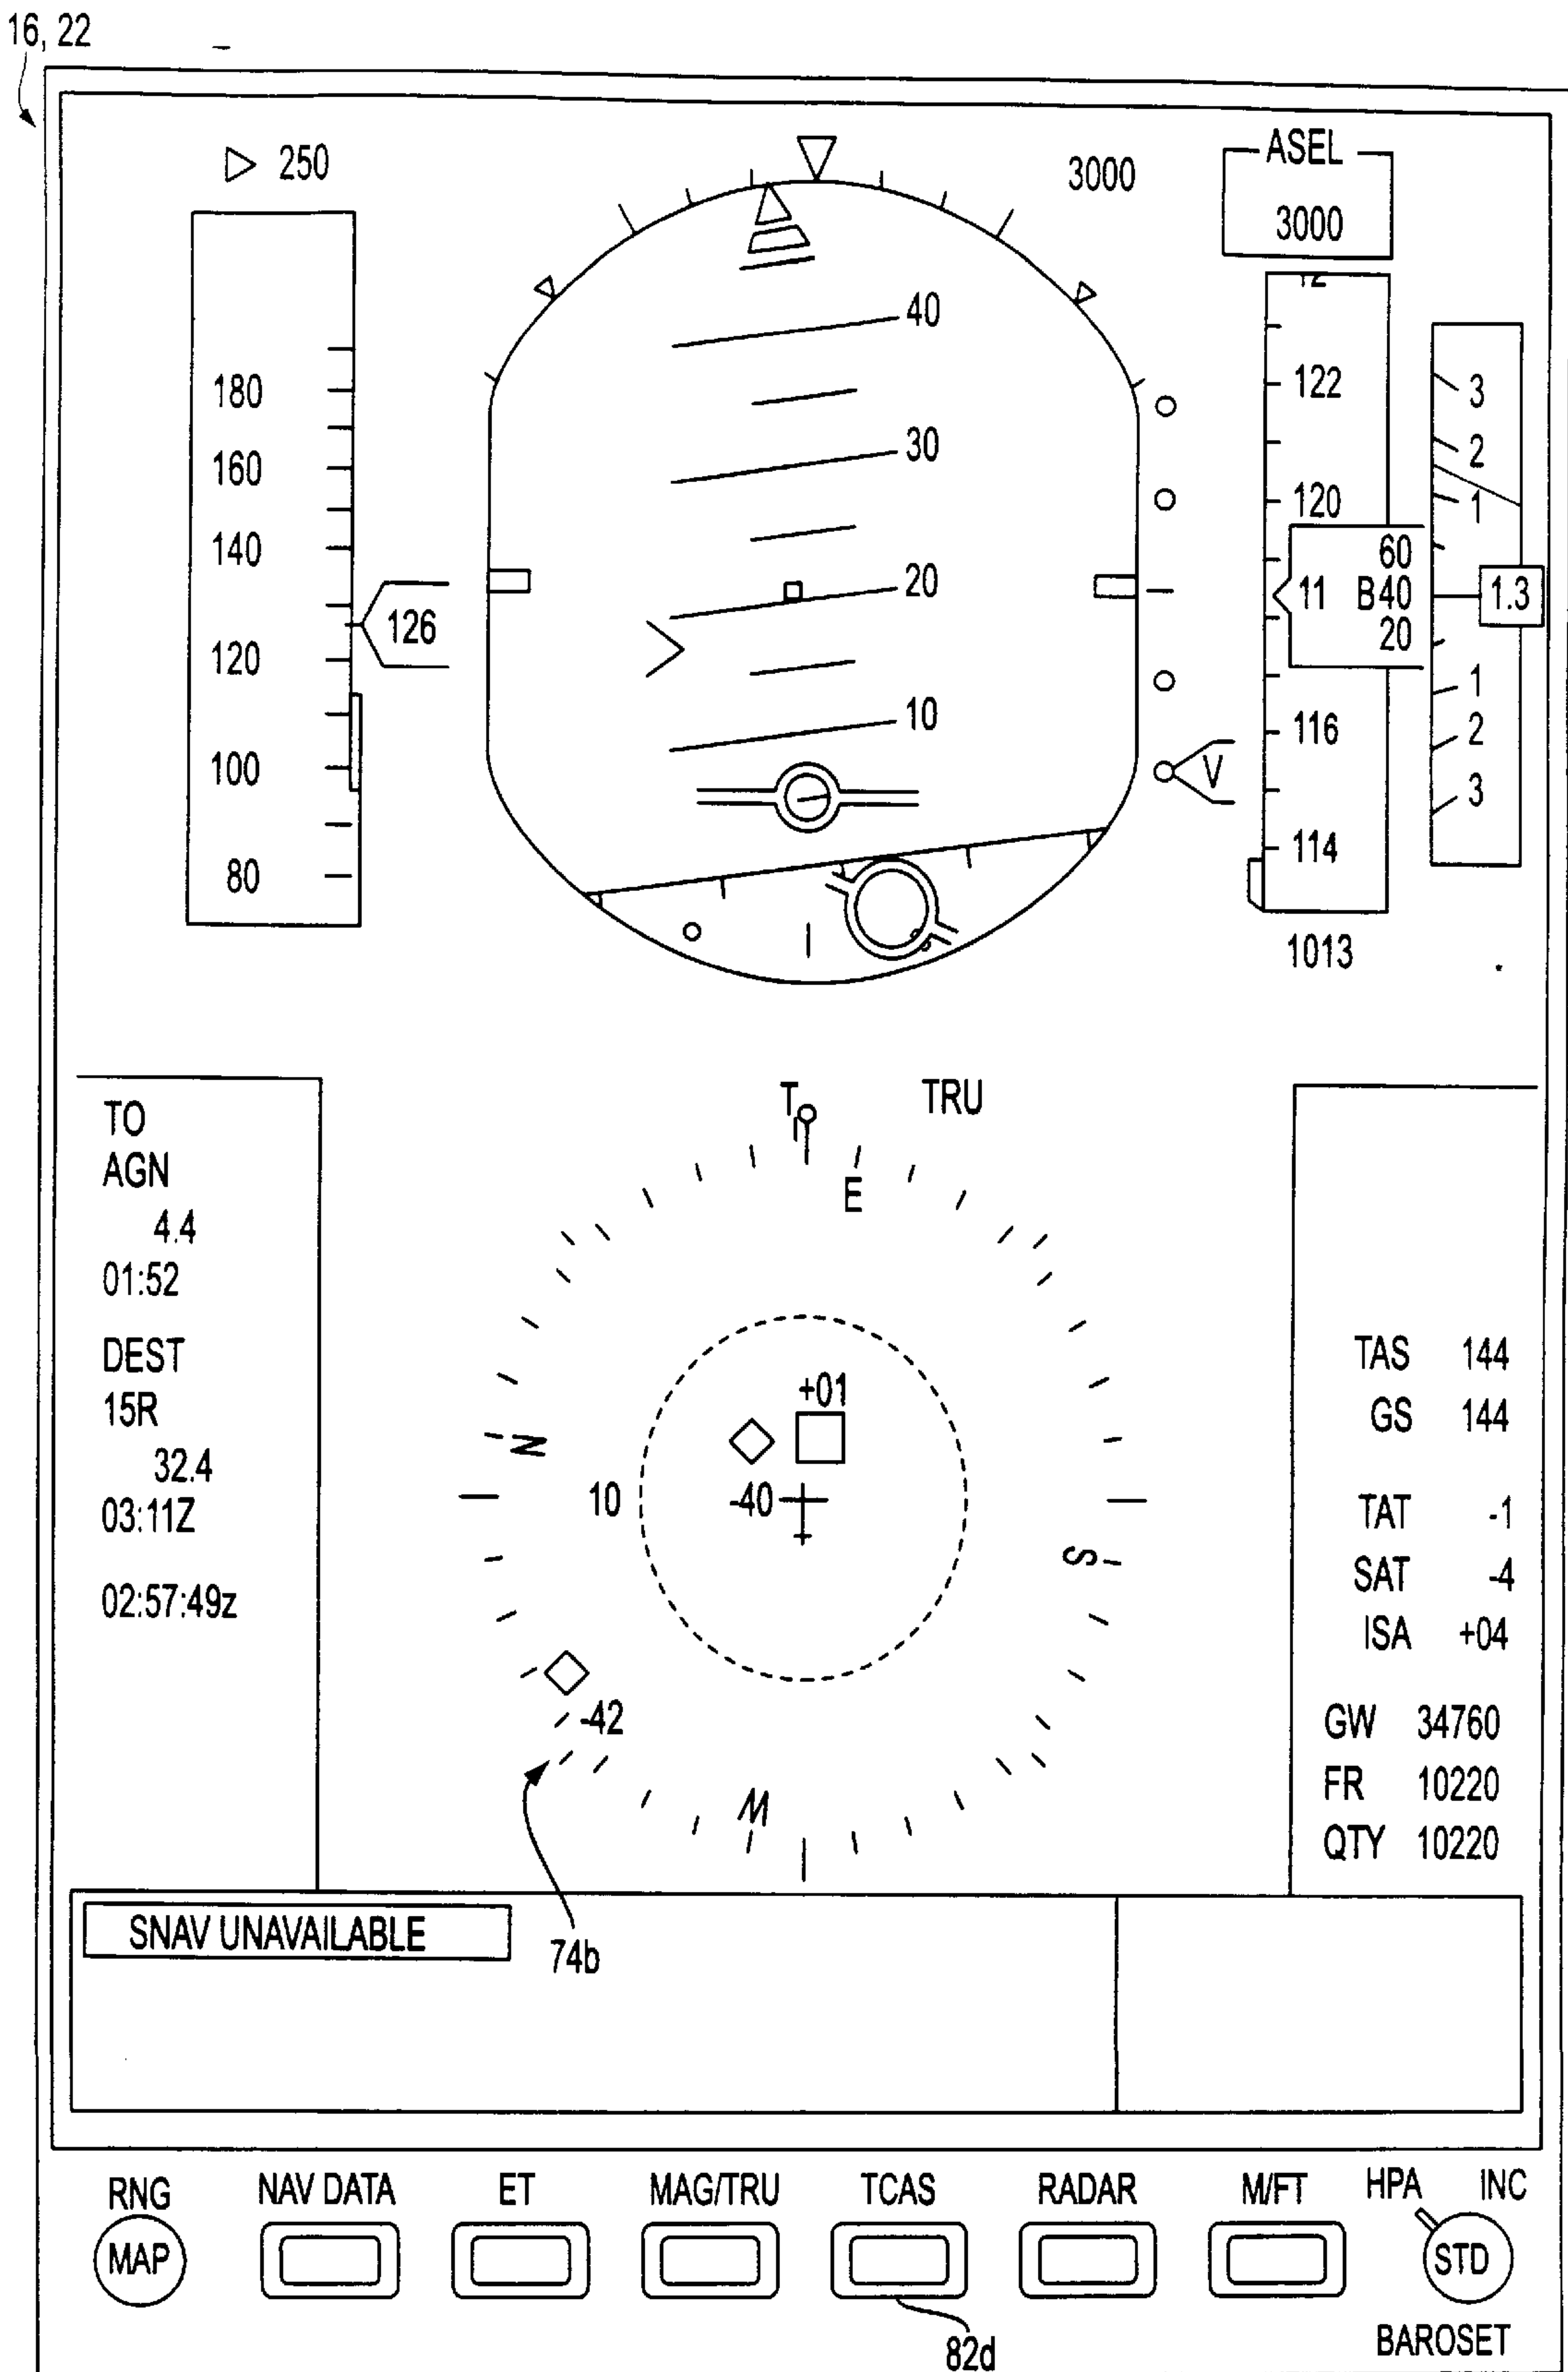 16, 22
250
3000
ASEL
3000
180
160
140
120
100
80
126
40
30
20
10
12
122
120
116
114
60
11 B40
20
V
1013
3
2
1
1.3
1
2
3
TO
AGN
4.4
01:52
DEST
15R
32.4
03:11Z
02:57:49z
T
TRU
E
N
S
W
+01
10
-40
-42
TAS 144
GS 144
TAT -1
SAT -4
ISA +04
GW 34760
FR 10220
QTY 10220
SNAV UNAVAILABLE
74b
RNG
MAP
NAV DATA
ET
MAG/TRU
TCAS
RADAR
M/FT
HPA INC
STD
BAROSET
82d